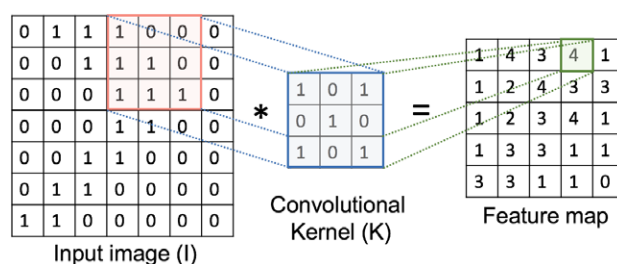 0 1 1 1 0 0 0
0 0 1 1 1 0 0
0 0 0 1 1 1 0
0 0 0 1 1 0 0
0 0 1 1 0 0 0
0 1 1 0 0 0 0
1 1 0 0 0 0 0
Input image (I)
*
1 0 1
0 1 0
1 0 1
Convolutional
Kernel (K)
=
1 4 3 4 1
1 2 4 3 3
1 2 3 4 1
1 3 3 1 1
3 3 1 1 0
Feature map